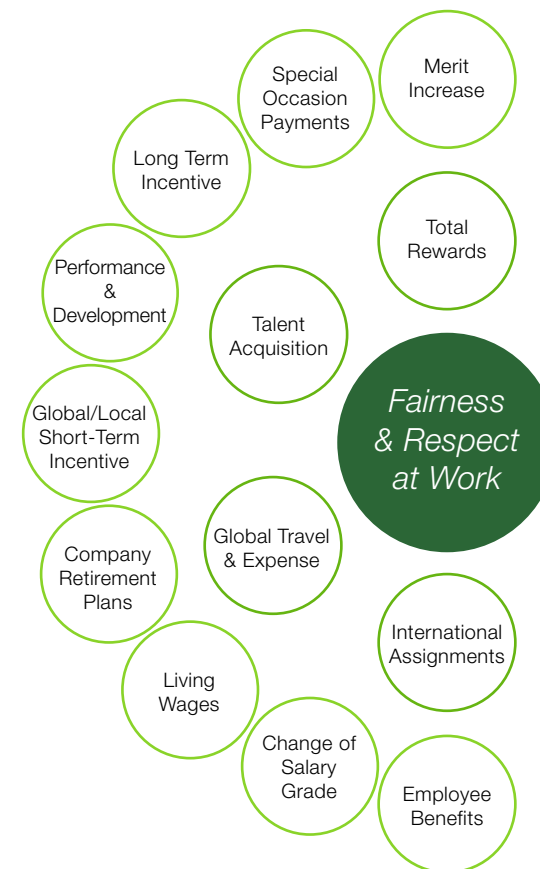 Merit
Increase
Special
Occasion
Payments
Long Term
Incentive
Total
Rewards
Performance
&
Development
Talent
Acquisition
Fairness
& Respect
at Work
Global/Local
Short-Term
Incentive
Global Travel
& Expense
Company
Retirement
Plans
International
Assignments
Living
Wages
Change of
Salary
Grade
Employee
Benefits